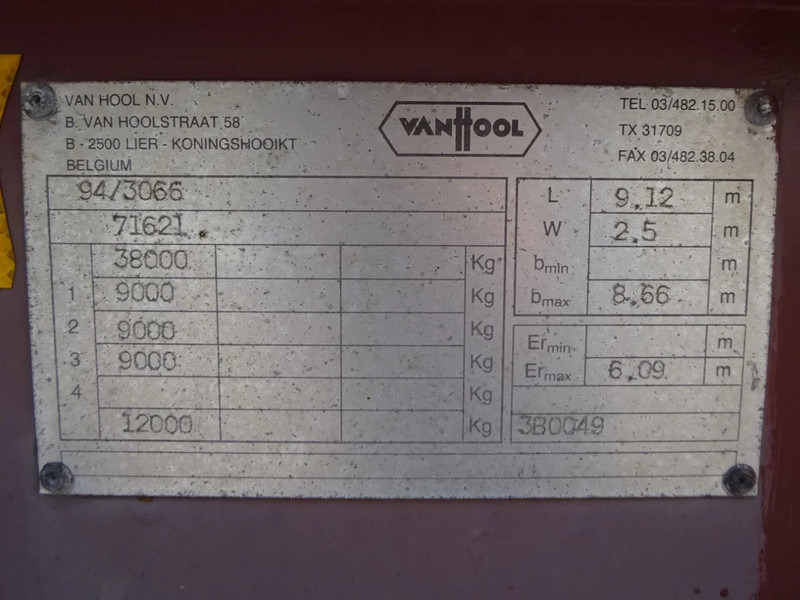 VAN HOOL N.V.
B. VAN HOOLSTRAAT 58
B - 2500 LIER - KONINGSHOOIKT
BELGIUM
VANHOOL
TEL 03/482.15.00
TX 31709
FAX 03/482.38.04
94/3066
71621.
38000 Kg
1 9000 Kg
2 9000 Kg
3 9000 Kg
4 Kg
12000 Kg
L 9.12 m
W 2.5 m
bmin m
bmax 8.66 m
Ermin m
Ermax 6.09 m
3B0049